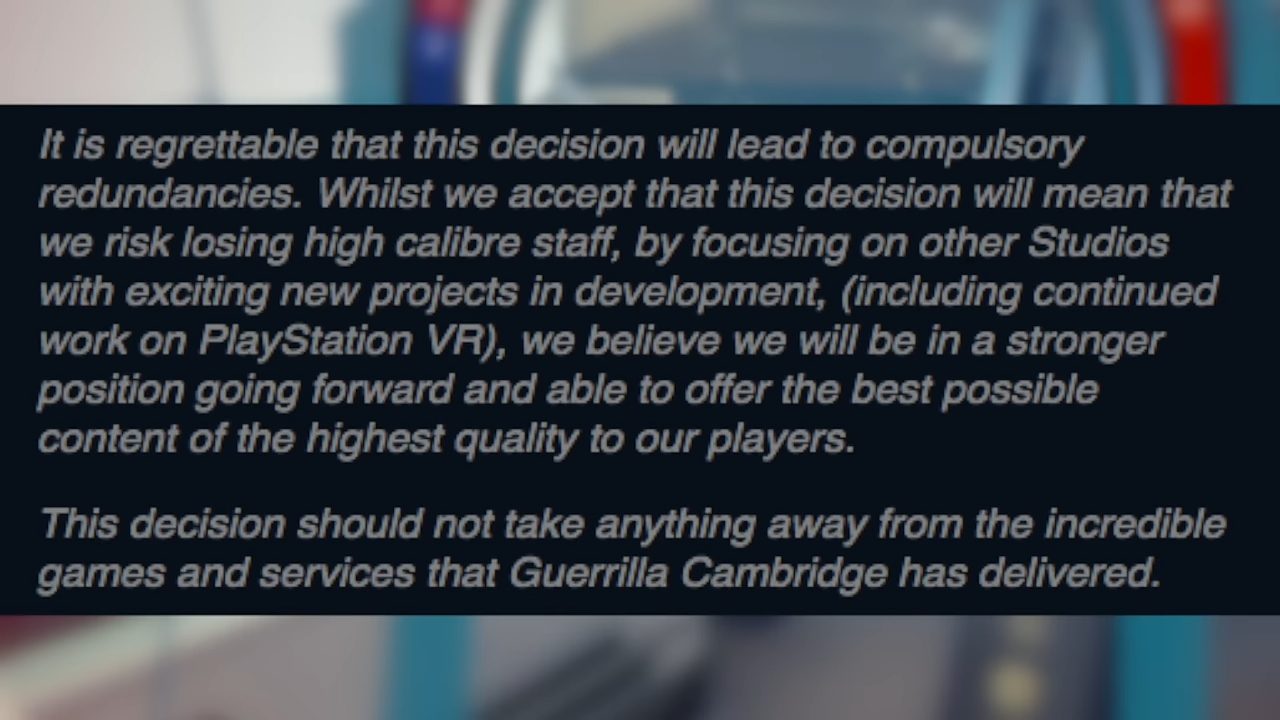 It is regrettable that this decision will lead to compulsory
redundancies. Whilst we accept that this decision will mean that
we risk losing high calibre staff, by focusing on other Studios
with exciting new projects in development, (including continued
work on PlayStation VR), we believe we will be in a stronger
position going forward and able to offer the best possible
content of the highest quality to our players.
This decision should not take anything away from the incredible
games and services that Guerrilla Cambridge has delivered.